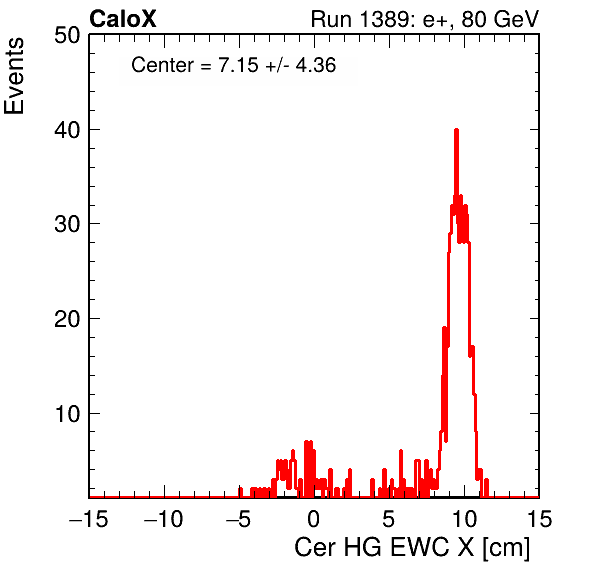 CaloX Run 1389: e+, 80 GeV
Events
Center = 7.15 +/- 4.36
50
40
30
20
10
−15 −10 −5 0 5 10 15
Cer HG EWC X [cm]